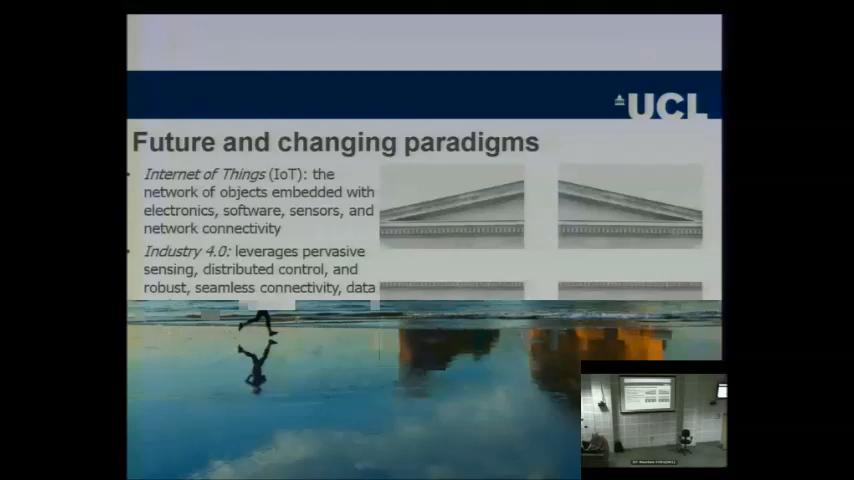 UCL
Future and changing paradigms
Internet of Things (IoT): the
network of objects embedded with
electronics, software, sensors, and
network connectivity
Industry 4.0: leverages pervasive
sensing, distributed control, and
robust, seamless connectivity, data